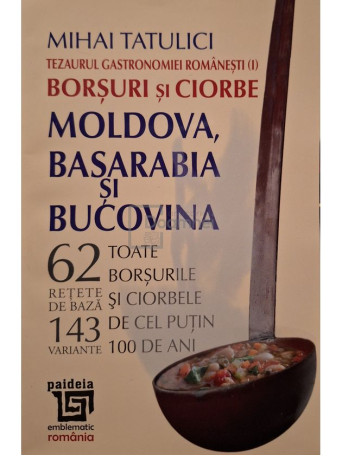 MIHAI TATULICI
TEZAURUL GASTRONOMIEI ROMÂNEȘTI (I)
BORȘURI ȘI CIORBE
MOLDOVA,
BASARABIA
ȘI
BUCOVINA
62
REȚETE
DE BAZĂ
143
VARIANTE
TOATE
BORȘURILE
ȘI CIORBELE
DE CEL PUȚIN
100 DE ANI
paideia
emblematic
românia